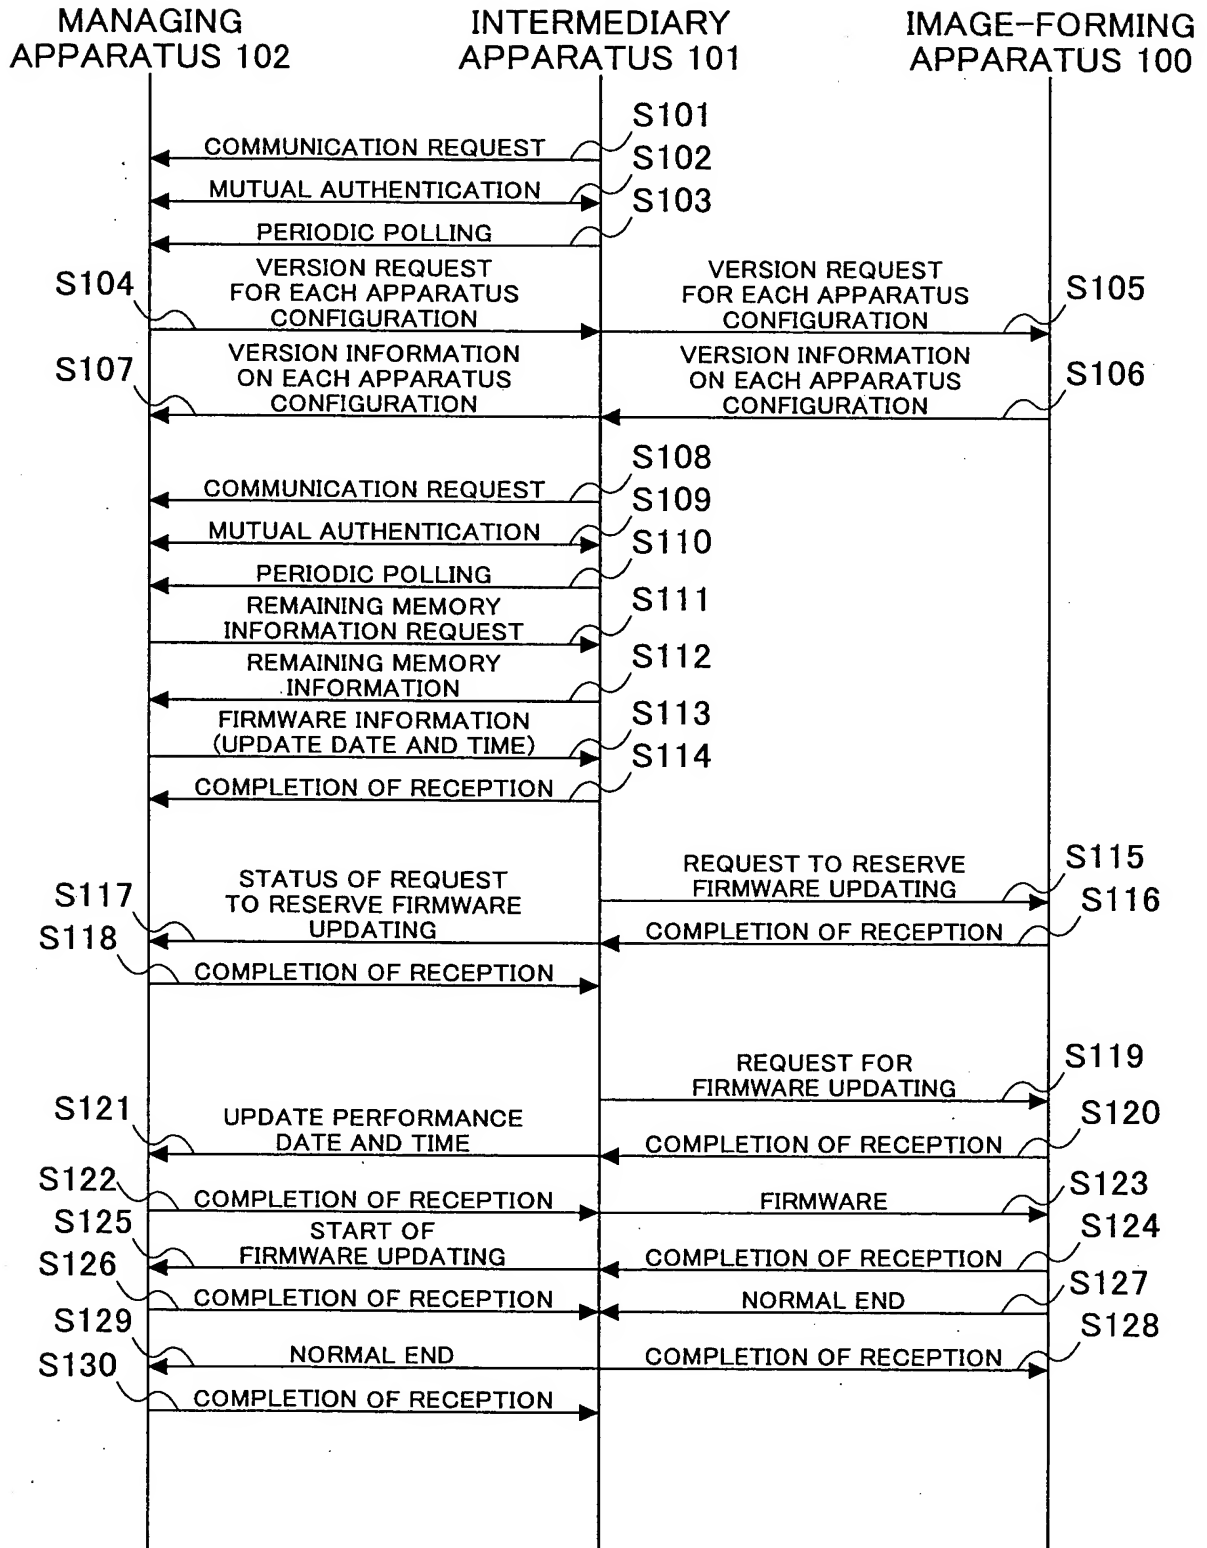 MANAGING
APPARATUS 102
INTERMEDIARY
APPARATUS 101
IMAGE-FORMING
APPARATUS 100
S101
COMMUNICATION REQUEST
S102
MUTUAL AUTHENTICATION
S103
PERIODIC POLLING
S104
VERSION REQUEST
FOR EACH APPARATUS
CONFIGURATION
VERSION REQUEST
FOR EACH APPARATUS
CONFIGURATION
S105
S107
VERSION INFORMATION
ON EACH APPARATUS
CONFIGURATION
VERSION INFORMATION
ON EACH APPARATUS
CONFIGURATION
S106
S108
COMMUNICATION REQUEST
S109
MUTUAL AUTHENTICATION
S110
PERIODIC POLLING
S111
REMAINING MEMORY
INFORMATION REQUEST
S112
REMAINING MEMORY
INFORMATION
S113
FIRMWARE INFORMATION
(UPDATE DATE AND TIME)
S114
COMPLETION OF RECEPTION
REQUEST TO RESERVE
FIRMWARE UPDATING
S115
S117
STATUS OF REQUEST
TO RESERVE FIRMWARE
UPDATING
COMPLETION OF RECEPTION
S116
S118
COMPLETION OF RECEPTION
REQUEST FOR
FIRMWARE UPDATING
S119
S121
UPDATE PERFORMANCE
DATE AND TIME
COMPLETION OF RECEPTION
S120
S122
COMPLETION OF RECEPTION
FIRMWARE
S123
S125
START OF
FIRMWARE UPDATING
COMPLETION OF RECEPTION
S124
S126
COMPLETION OF RECEPTION
NORMAL END
S127
S129
NORMAL END
COMPLETION OF RECEPTION
S128
S130
COMPLETION OF RECEPTION